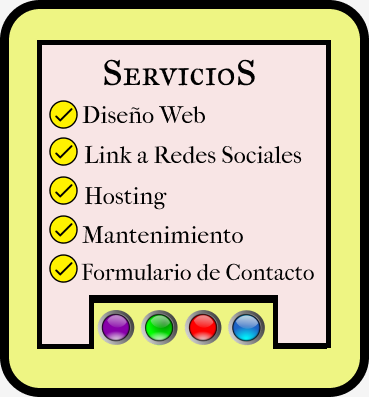 ServicioS
Diseño Web
Link a Redes Sociales
Hosting
Mantenimiento
Formulario de Contacto